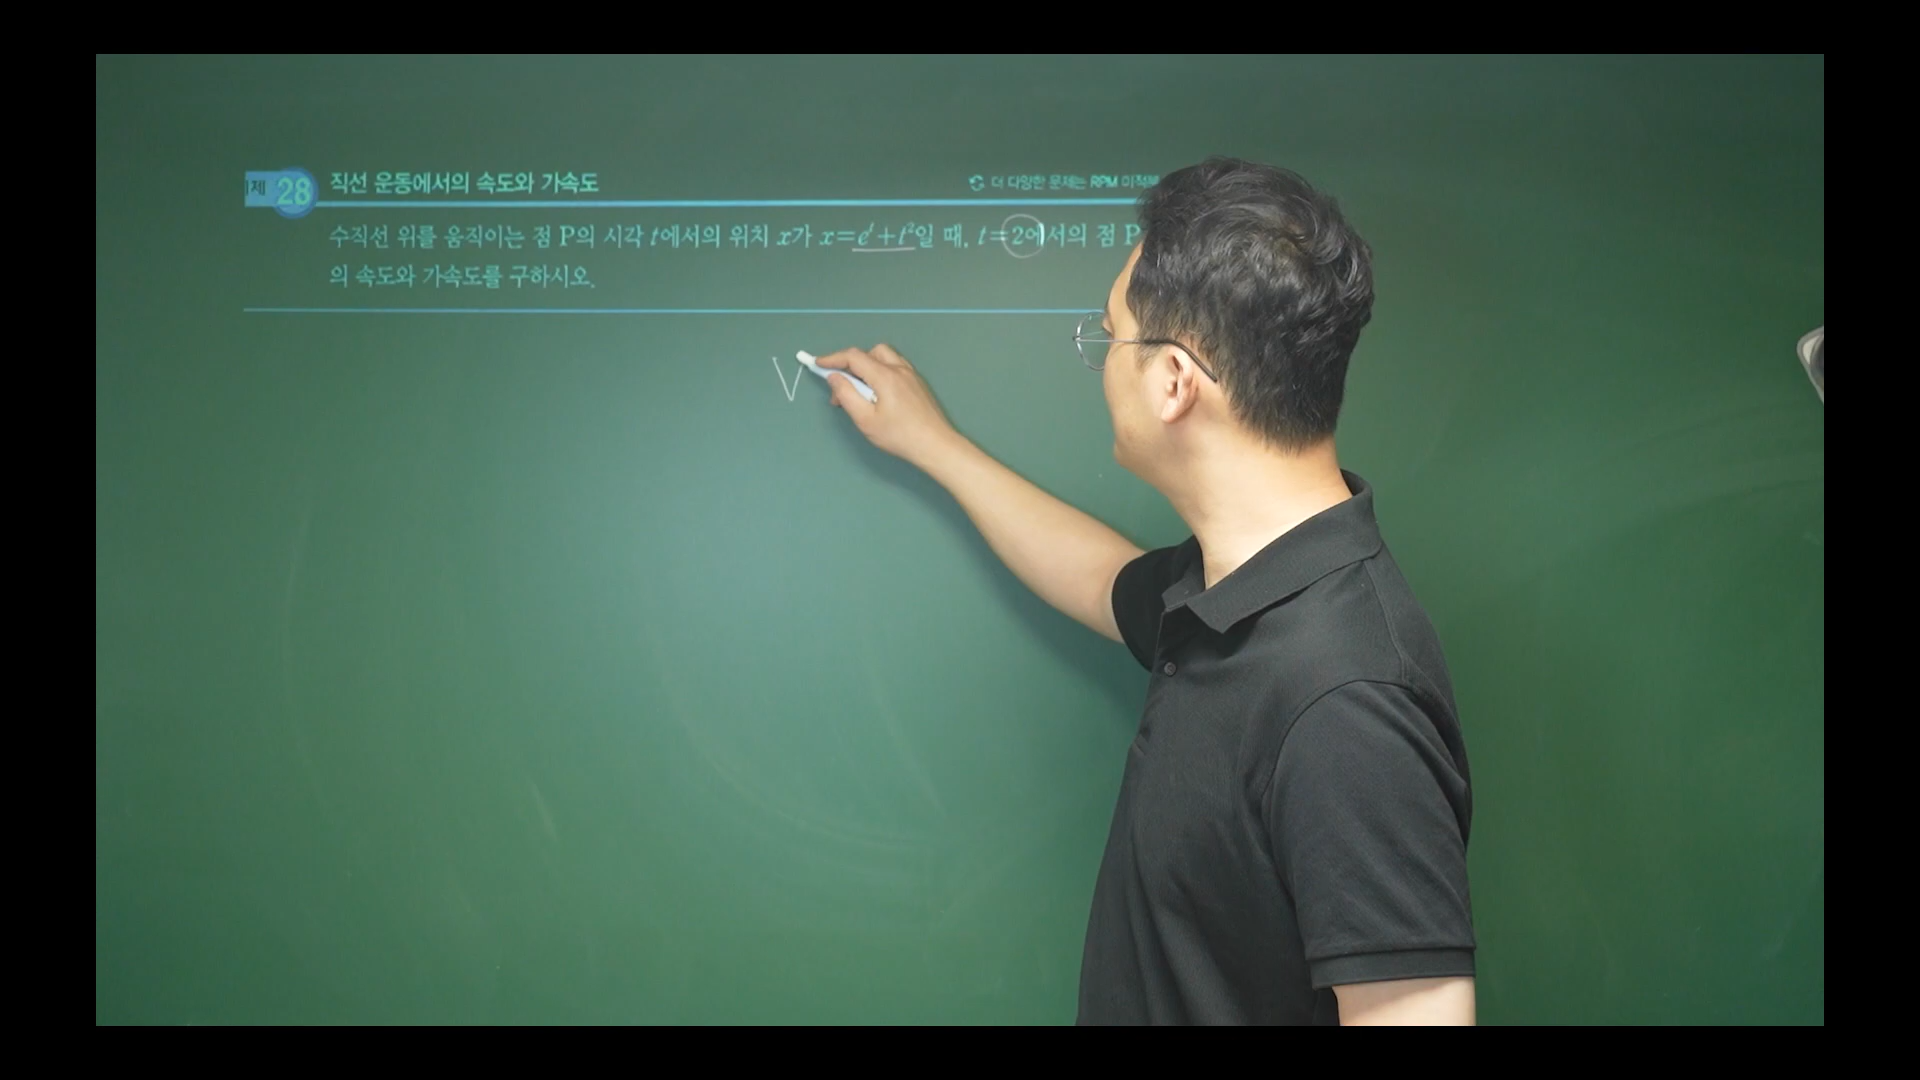 제 28 직선 운동에서의 속도와 가속도
더 다양한 문제는 RPM 미적분
수직선 위를 움직이는 점 P의 시각 t에서의 위치 x가 x=eᵗ+t²일 때, t=2에서의 점 P
의 속도와 가속도를 구하시오.
V